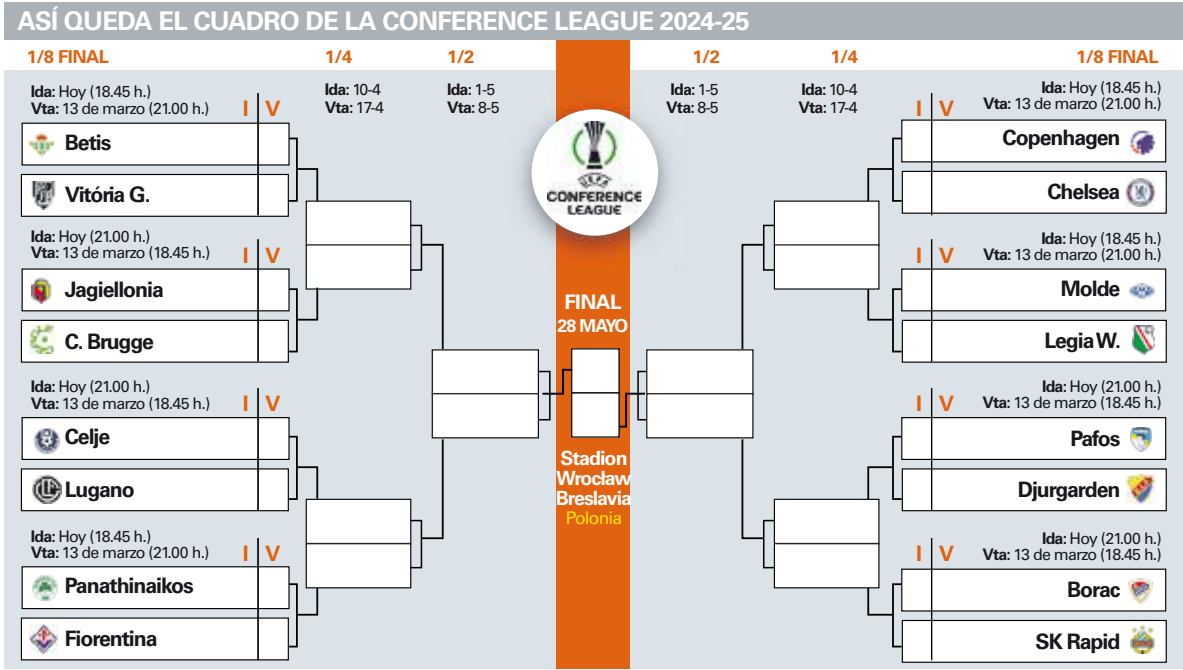 ASÍ QUEDA EL CUADRO DE LA CONFERENCE LEAGUE 2024-25
1/8 FINAL
1/4
1/2
1/2
1/4
1/8 FINAL
Ida: Hoy (18.45 h.)
Vta: 13 de marzo (21.00 h.)
I V
Betis
Vitória G.
Ida: Hoy (21.00 h.)
Vta: 13 de marzo (18.45 h.)
I V
Jagiellonia
C. Brugge
Ida: Hoy (21.00 h.)
Vta: 13 de marzo (18.45 h.)
I V
Celje
Lugano
Ida: Hoy (18.45 h.)
Vta: 13 de marzo (21.00 h.)
I V
Panathinaikos
Fiorentina
Ida: 10-4
Vta: 17-4
Ida: 1-5
Vta: 8-5
UEFA
CONFERENCE
LEAGUE
FINAL
28 MAYO
Stadion
Wrocław
Breslavia
Polonia
Ida: 1-5
Vta: 8-5
Ida: 10-4
Vta: 17-4
Ida: Hoy (18.45 h.)
Vta: 13 de marzo (21.00 h.)
I V
Copenhagen
Chelsea
Ida: Hoy (18.45 h.)
Vta: 13 de marzo (21.00 h.)
I V
Molde
Legia W.
Ida: Hoy (21.00 h.)
Vta: 13 de marzo (18.45 h.)
I V
Pafos
Djurgarden
Ida: Hoy (21.00 h.)
Vta: 13 de marzo (18.45 h.)
I V
Borac
SK Rapid